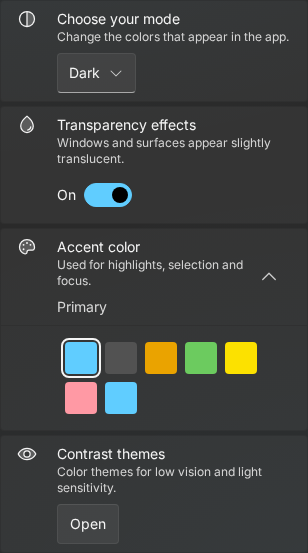 Choose your mode
Change the colors that appear in the app.
Dark
Transparency effects
Windows and surfaces appear slightly
translucent.
On
Accent color
Used for highlights, selection and
focus.
Primary
Contrast themes
Color themes for low vision and light
sensitivity.
Open